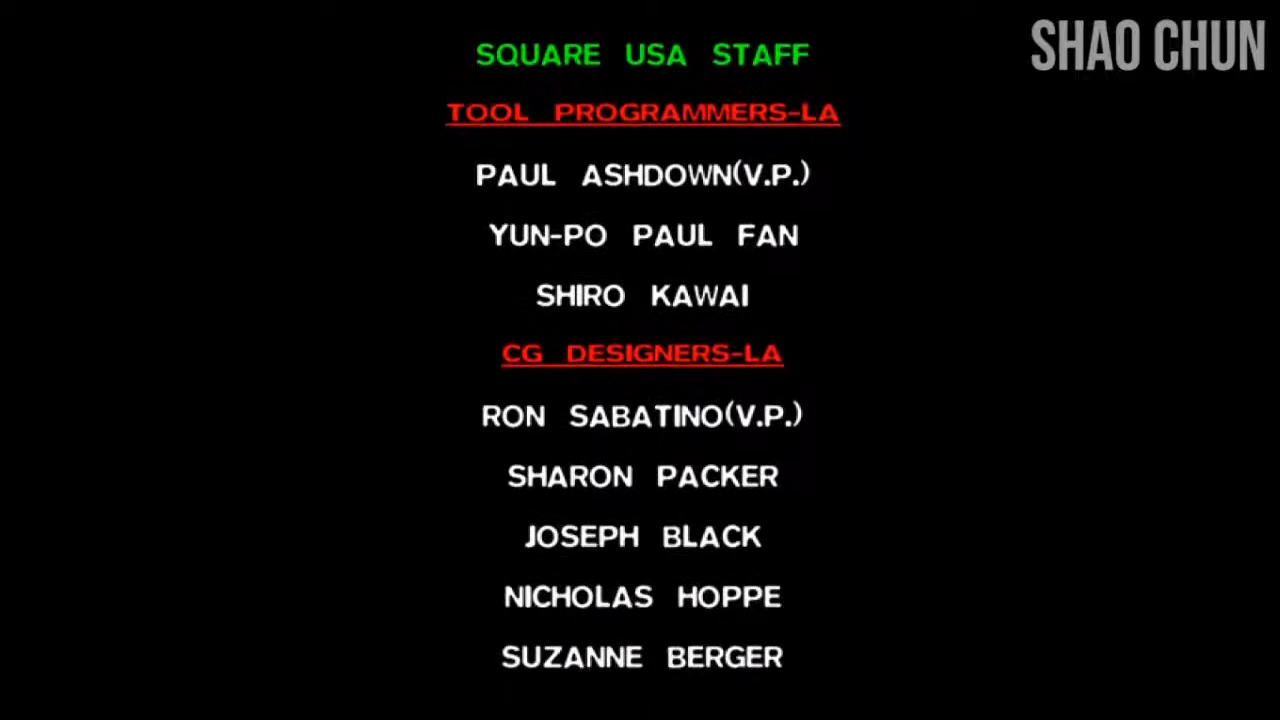 SHAO CHUN
SQUARE USA STAFF
TOOL PROGRAMMERS-LA
PAUL ASHDOWN(V.P.)
YUN-PO PAUL FAN
SHIRO KAWAI
CG DESIGNERS-LA
RON SABATINO(V.P.)
SHARON PACKER
JOSEPH BLACK
NICHOLAS HOPPE
SUZANNE BERGER